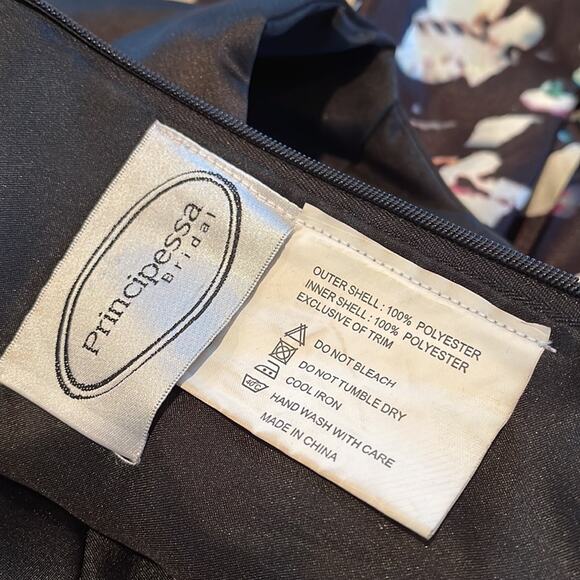 Principessa
Bridal
OUTER SHELL: 100% POLYESTER
INNER SHELL: 100% POLYESTER
EXCLUSIVE OF TRIM
DO NOT BLEACH
DO NOT TUMBLE DRY
COOL IRON
40°C HAND WASH WITH CARE
MADE IN CHINA